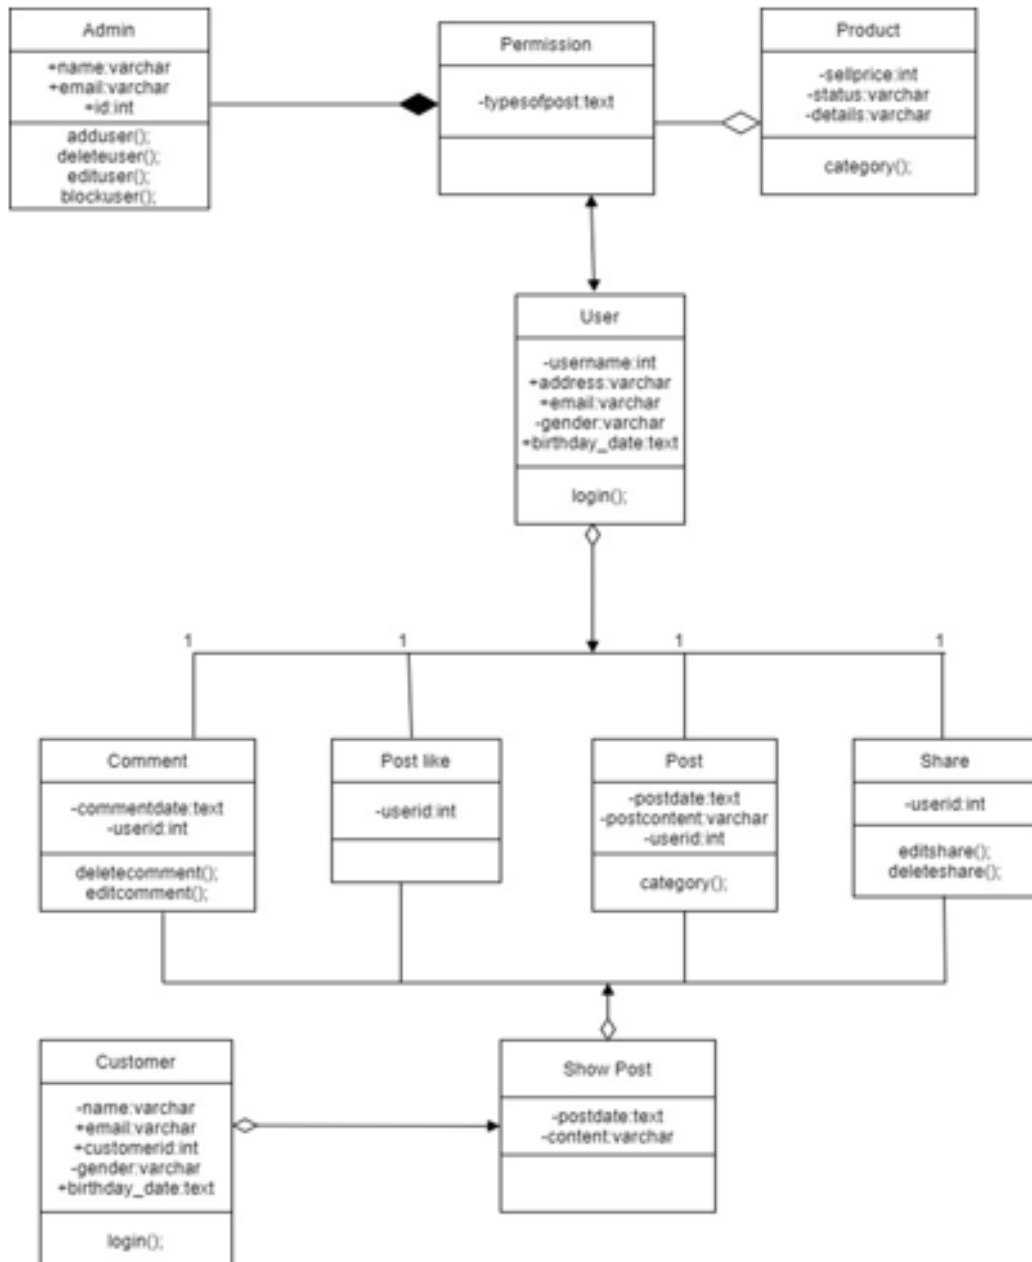 Admin
+name:varchar
+email:varchar
+id:int
adduser();
deleteuser();
edituser();
blockuser();
Permission
-typesofpost:text
Product
-sellprice:int
-status:varchar
-details:varchar
category();
User
-username:int
+address:varchar
+email:varchar
-gender:varchar
+birthday_date:text
login();
1
1
1
1
Comment
-commentdate:text
-userid:int
deletecomment();
editcomment();
Post like
-userid:int
Post
-postdate:text
-postcontent:varchar
-userid:int
category();
Share
-userid:int
editshare();
deleteshare();
Customer
-name:varchar
+email:varchar
+customerid:int
-gender:varchar
+birthday_date:text
login();
Show Post
-postdate:text
-content:varchar